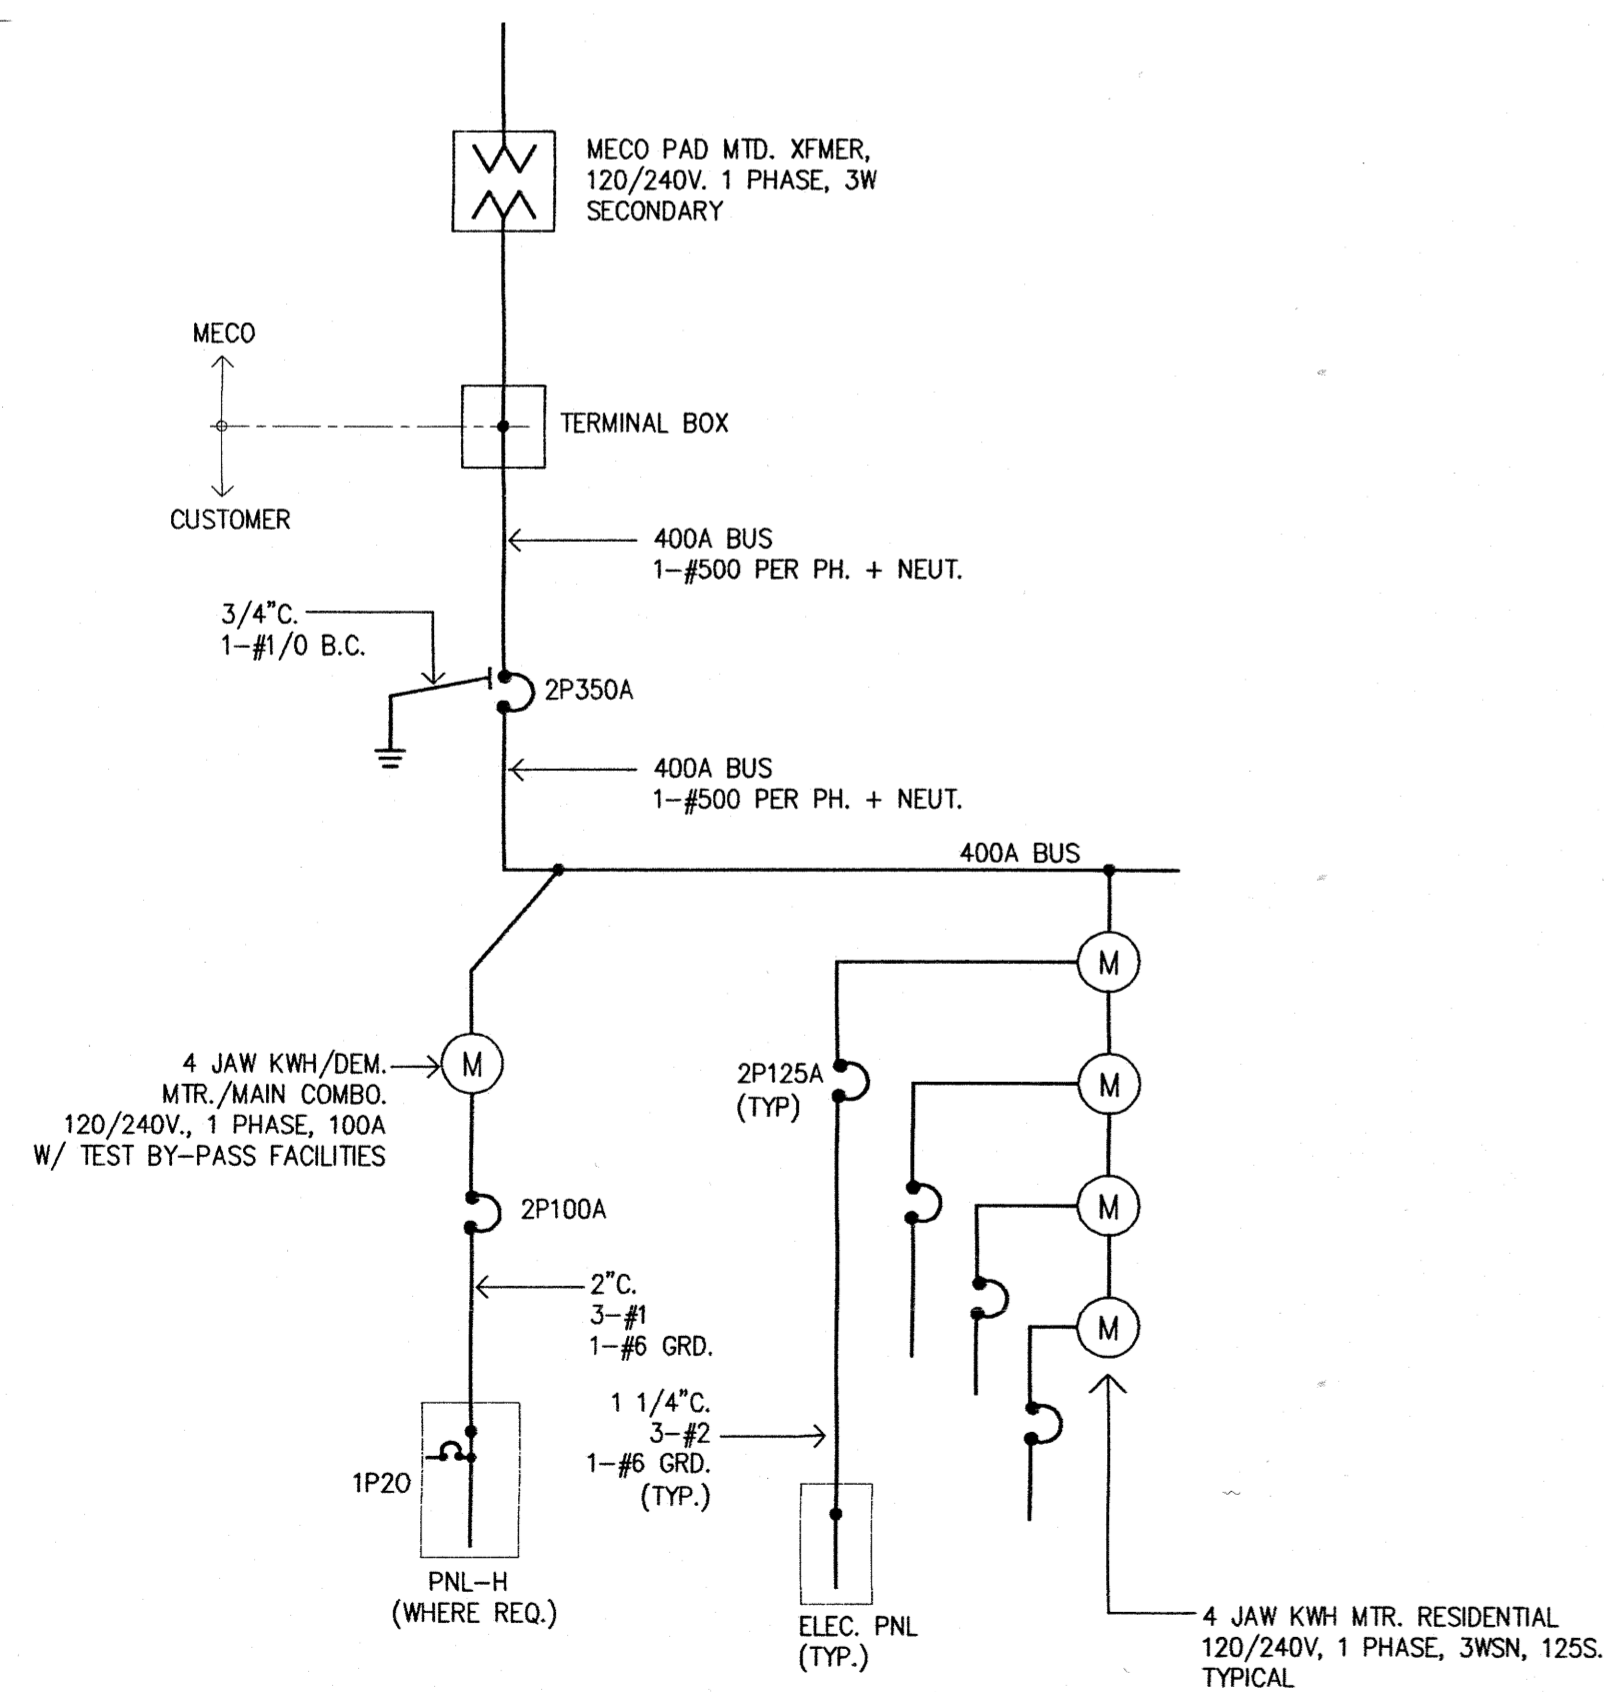 MECO PAD MTD. XFMER,
120/240V. 1 PHASE, 3W
SECONDARY
MECO
TERMINAL BOX
CUSTOMER
400A BUS
1-#500 PER PH. + NEUT.
3/4"C.
1-#1/0 B.C.
2P350A
400A BUS
1-#500 PER PH. + NEUT.
400A BUS
M
M
M
M
4 JAW KWH/DEM.
MTR./MAIN COMBO.
120/240V., 1 PHASE, 100A
W/ TEST BY-PASS FACILITIES
M
2P125A
(TYP)
2P100A
2"C.
3-#1
1-#6 GRD.
1 1/4"C.
3-#2
1-#6 GRD.
(TYP.)
1P20
PNL-H
(WHERE REQ.)
ELEC. PNL
(TYP.)
4 JAW KWH MTR. RESIDENTIAL
120/240V, 1 PHASE, 3WSN, 125S.
TYPICAL